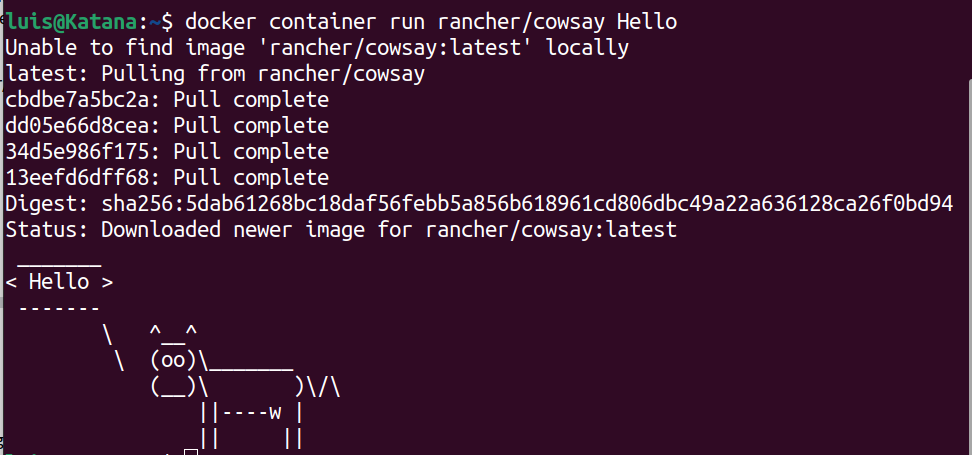 luis@Katana:~$ docker container run rancher/cowsay Hello
Unable to find image 'rancher/cowsay:latest' locally
latest: Pulling from rancher/cowsay
cbdbe7a5bc2a: Pull complete
dd05e66d8cea: Pull complete
34d5e986f175: Pull complete
13eefd6dff68: Pull complete
Digest: sha256:5dab61268bc18daf56febb5a856b618961cd806dbc49a22a636128ca26f0bd94
Status: Downloaded newer image for rancher/cowsay:latest
 _______
< Hello >
 -------
        \   ^__^
         \  (oo)\_______
            (__)\       )\/\
                ||----w |
                ||     ||